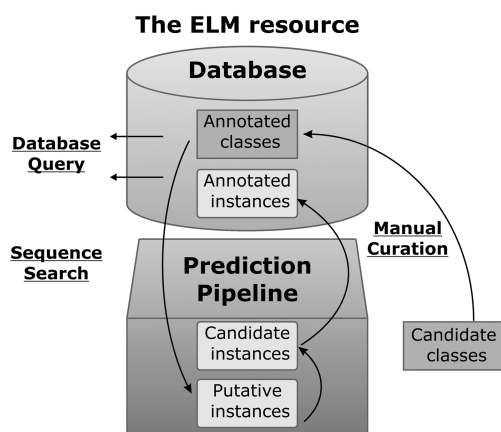 The ELM resource
Database
Annotated
classes
Database
Query
Annotated
instances
Manual
Curation
Sequence
Search
Prediction
Pipeline
Candidate
instances
Candidate
classes
Putative
instances